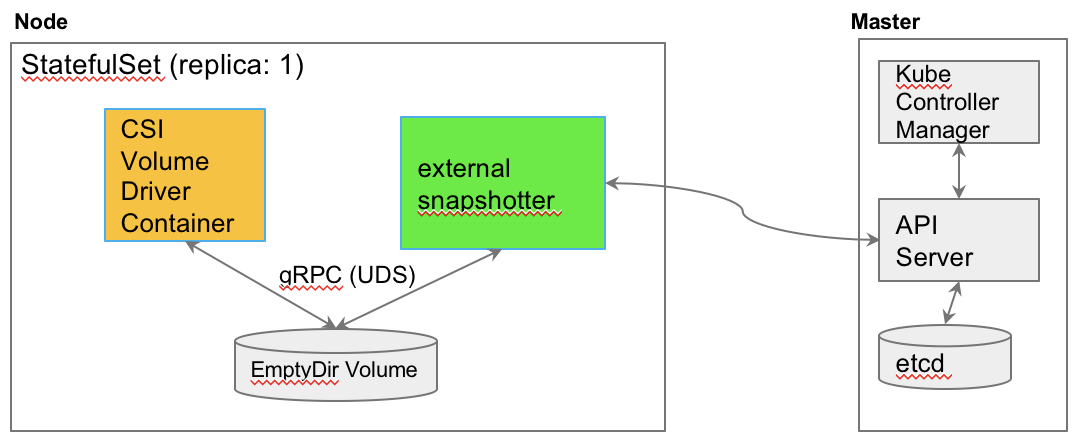 Node
StatefulSet (replica: 1)
CSI
Volume
Driver
Container
external
snapshotter
gRPC (UDS)
EmptyDir Volume
Master
Kube
Controller
Manager
API
Server
etcd